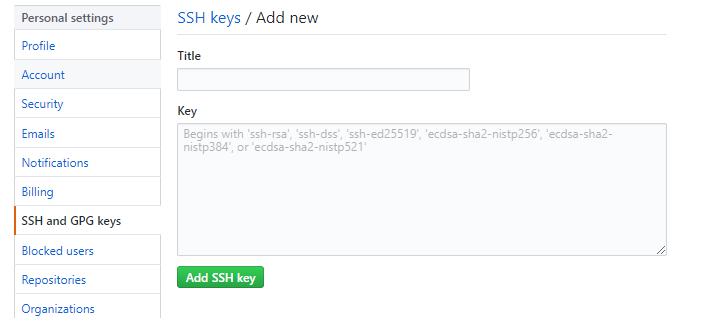 Personal settings
Profile
Account
Security
Emails
Notifications
Billing
SSH and GPG keys
Blocked users
Repositories
Organizations
SSH keys / Add new
Title
Key
Begins with 'ssh-rsa', 'ssh-dss', 'ssh-ed25519', 'ecdsa-sha2-nistp256', 'ecdsa-sha2-
nistp384', or 'ecdsa-sha2-nistp521'
Add SSH key